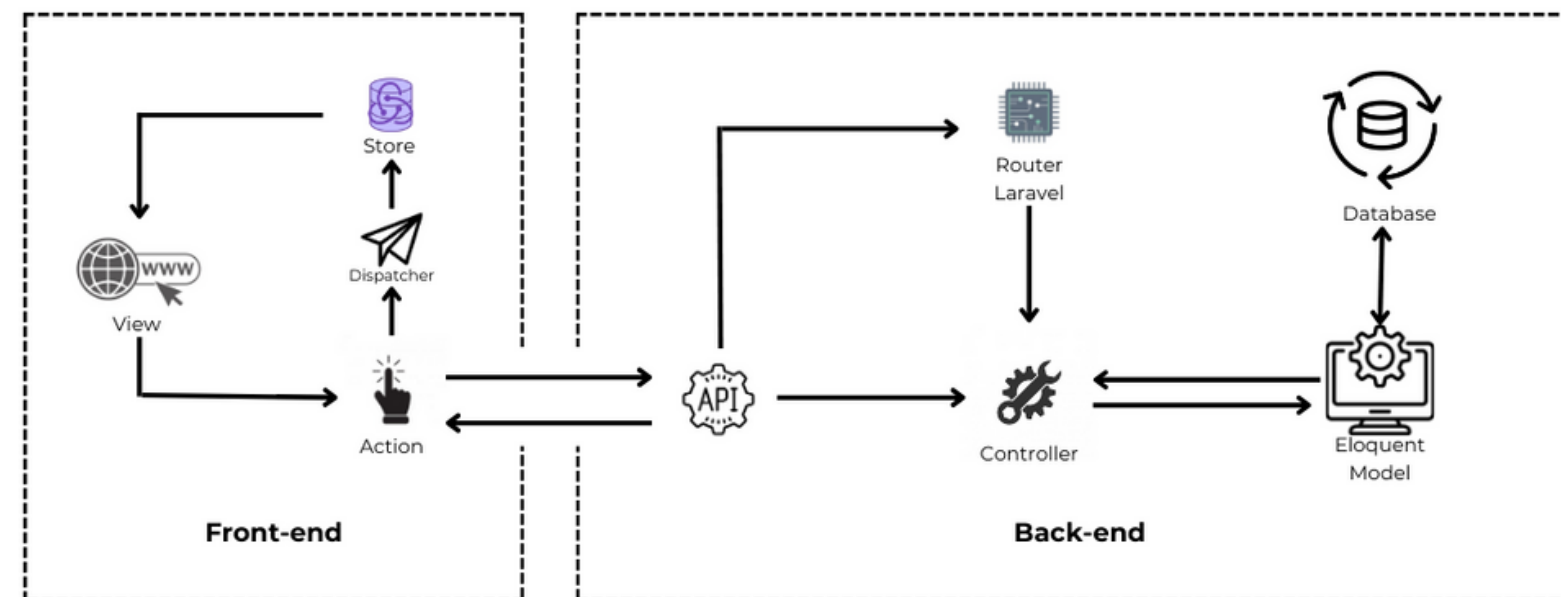 Store
Dispatcher
www
View
Action
Front-end
API
Router
Laravel
Controller
Database
Eloquent
Model
Back-end